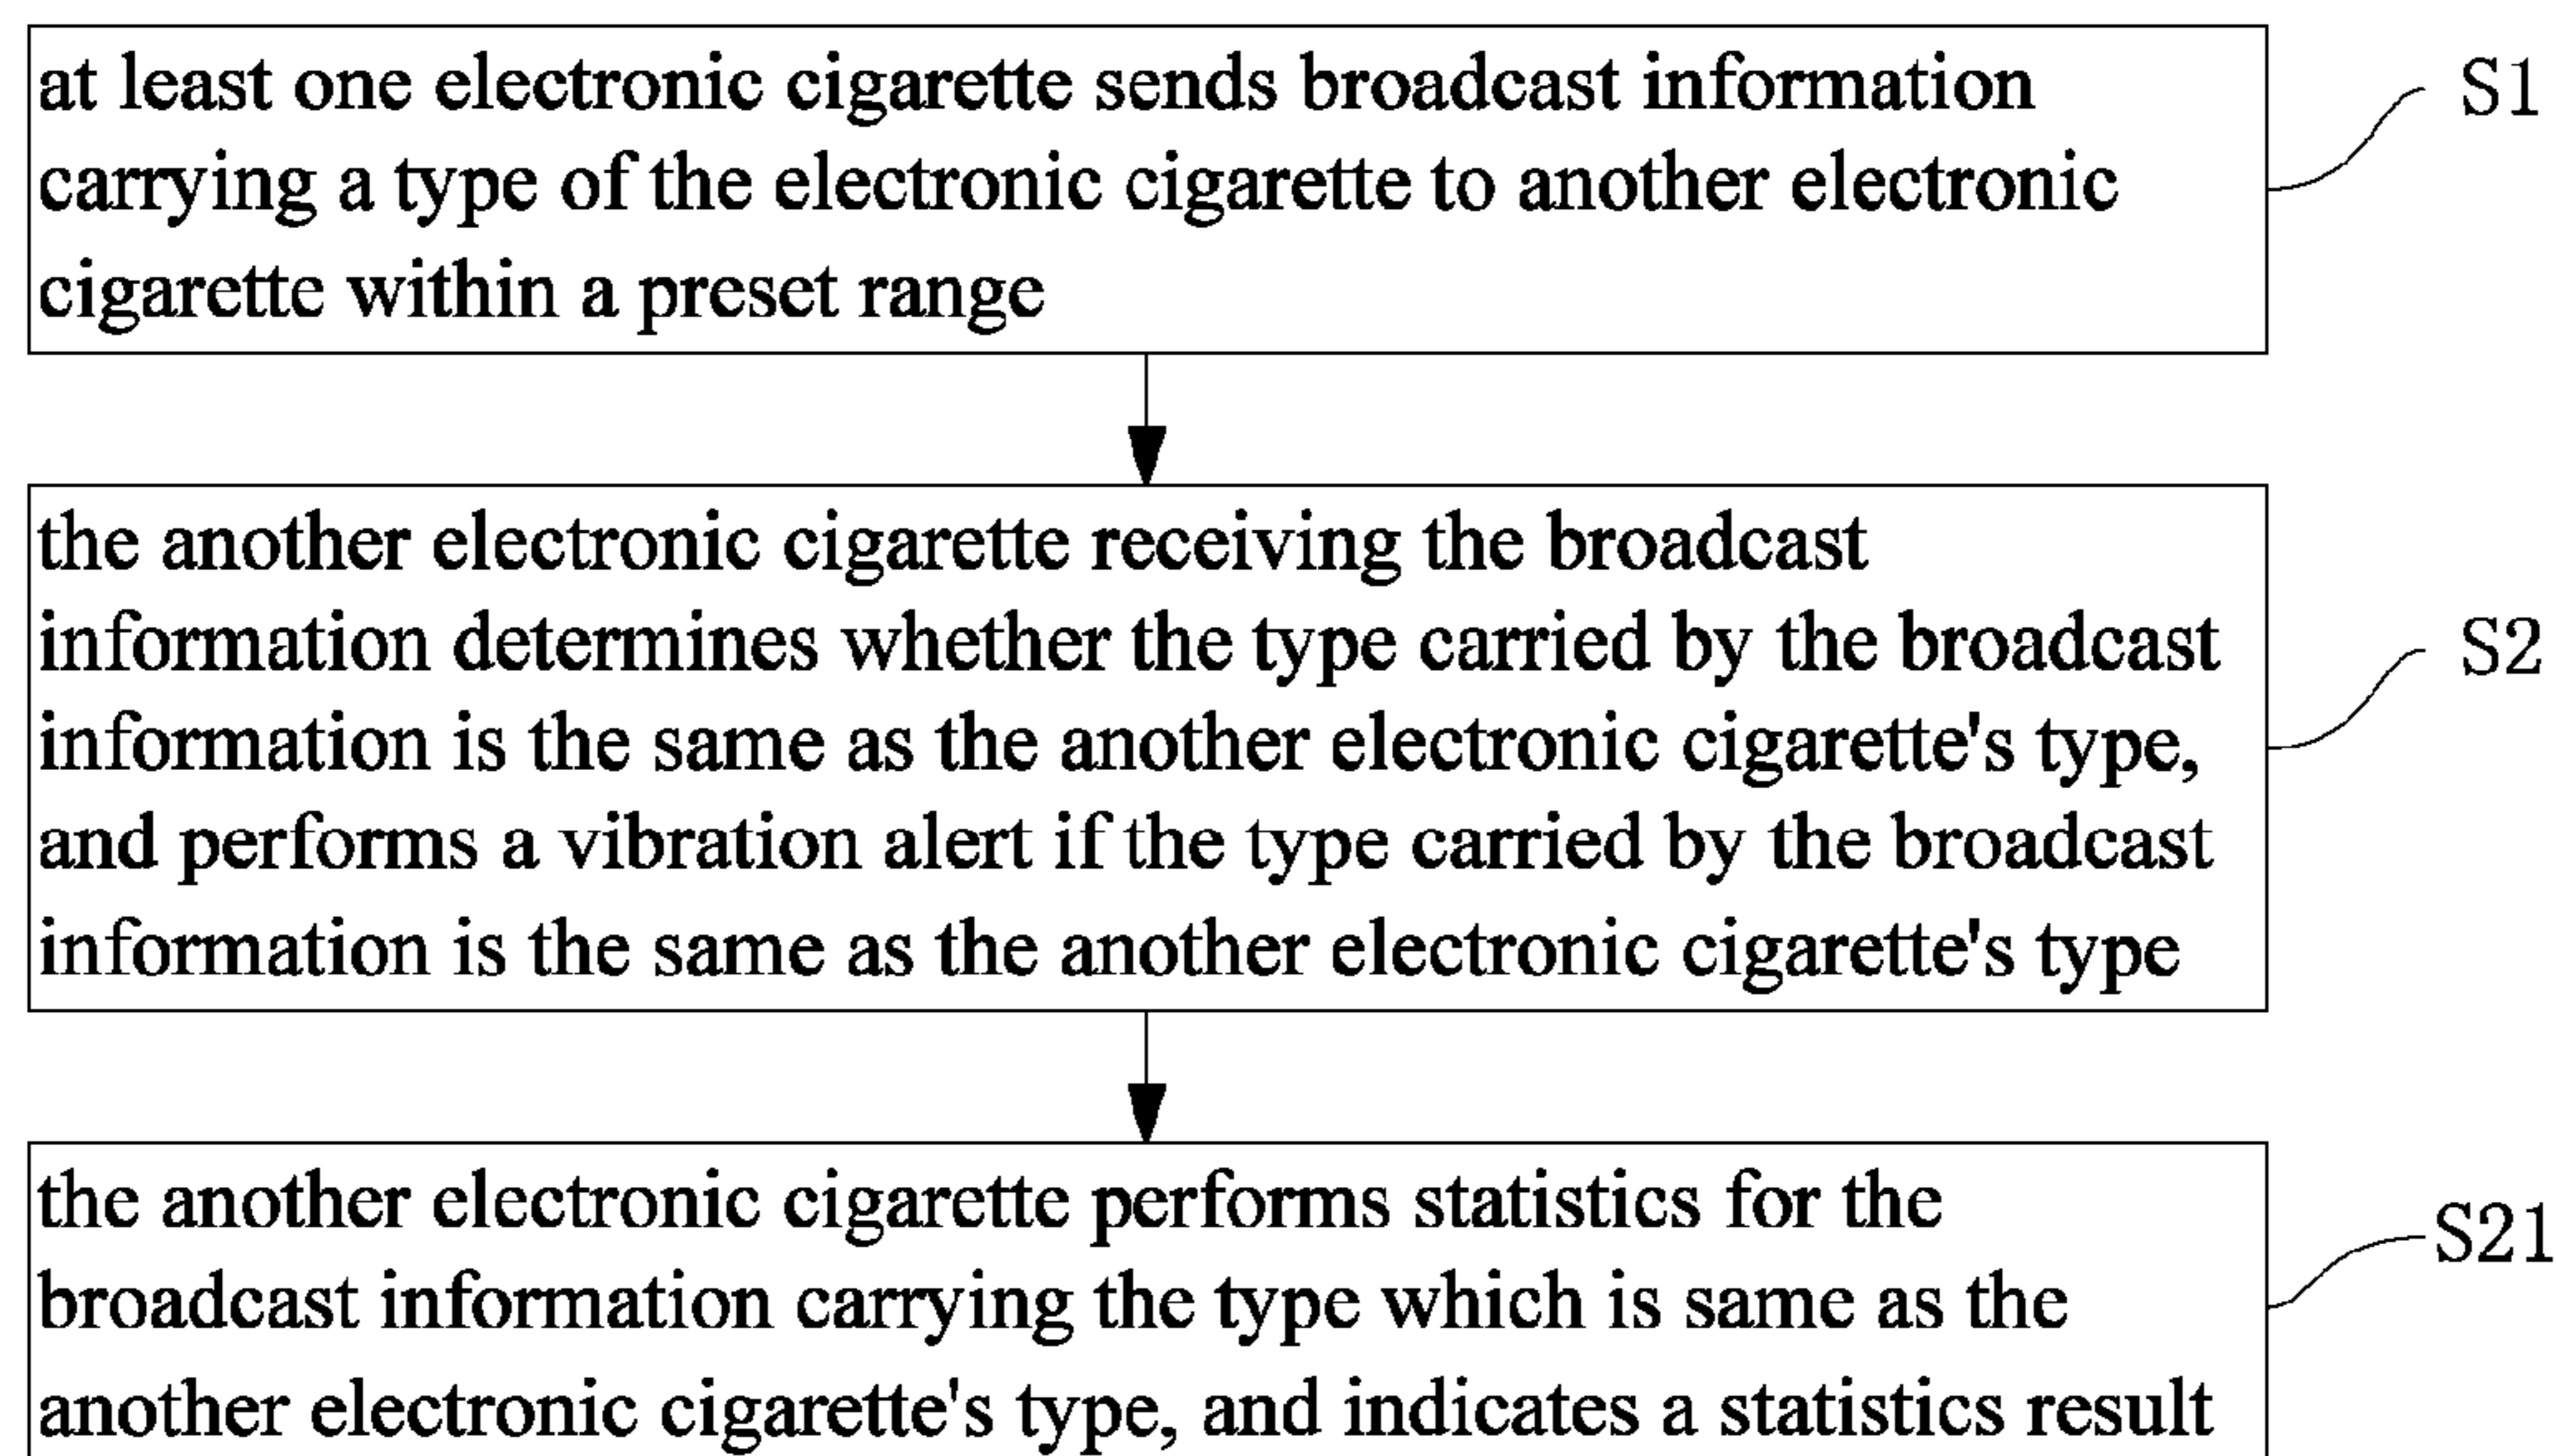 at least one electronic cigarette sends broadcast information
carrying a type of the electronic cigarette to another electronic
cigarette within a preset range
S1
the another electronic cigarette receiving the broadcast
information determines whether the type carried by the broadcast
information is the same as the another electronic cigarette's type,
and performs a vibration alert if the type carried by the broadcast
information is the same as the another electronic cigarette's type
S2
the another electronic cigarette performs statistics for the
broadcast information carrying the type which is same as the
another electronic cigarette's type, and indicates a statistics result
S21